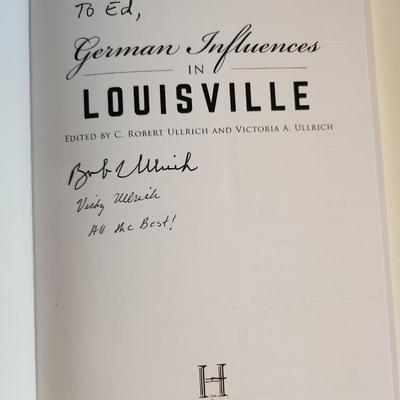 To Ed,
German Influences
IN
LOUISVILLE
EDITED BY C. ROBERT ULLRICH AND VICTORIA A. ULLRICH
Bob Ullrich
Vicky Ullrich
All the Best!
H